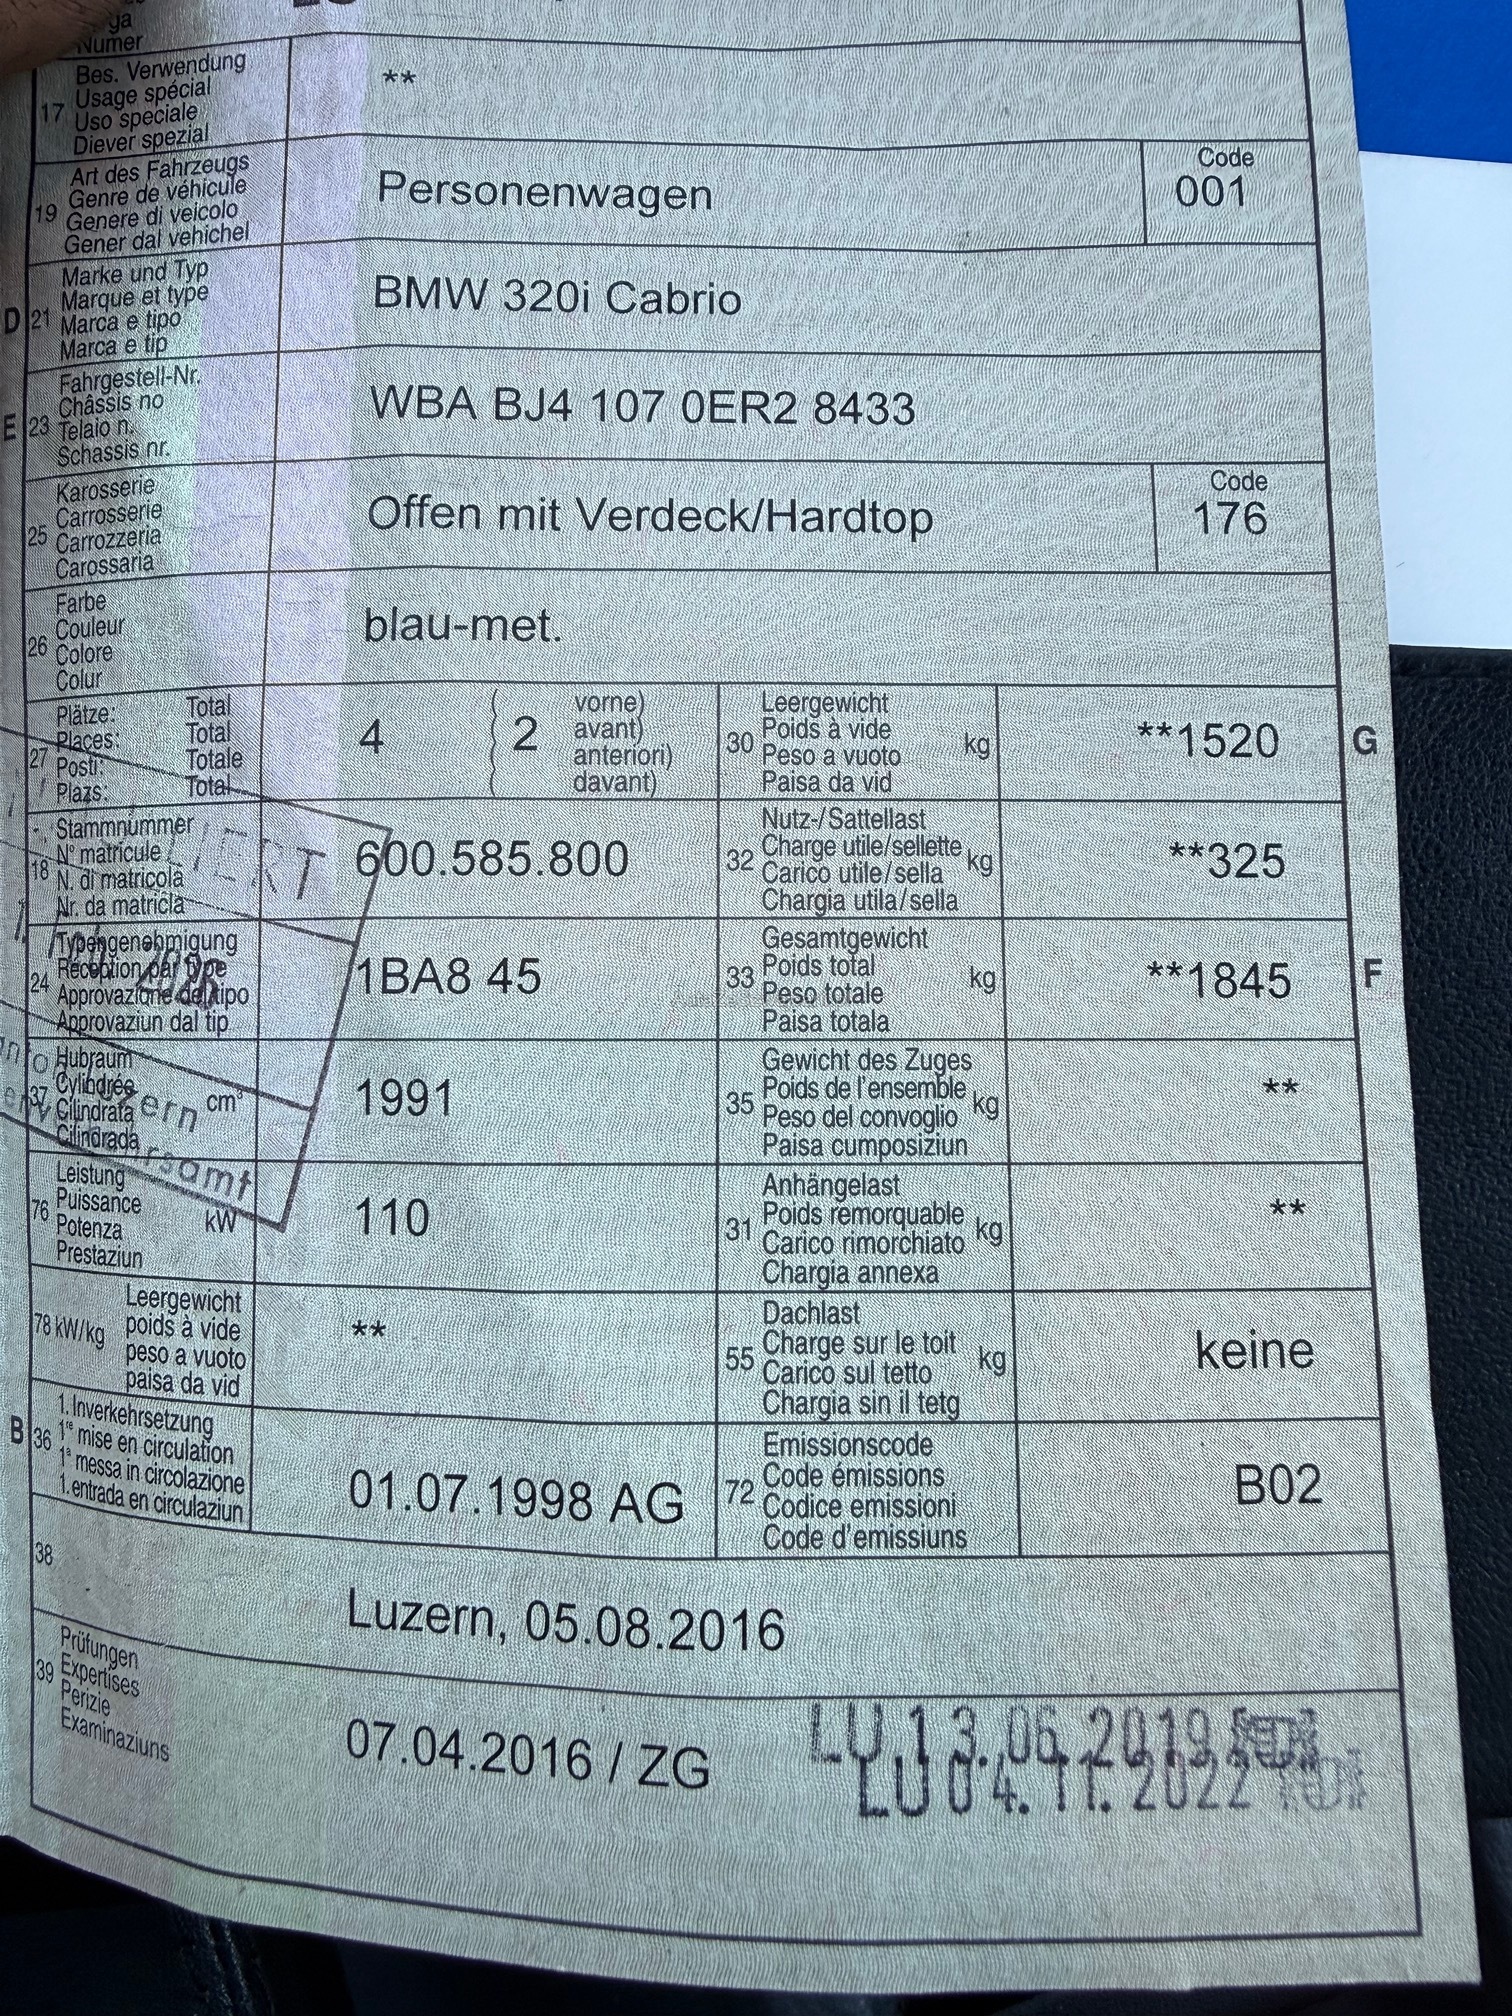 Numer
17
Bes. Verwendung
Usage spécial
Uso speciale
Diever spezial
**
19
Art des Fahrzeugs
Genre de véhicule
Genere di veicolo
Gener dal vehichel
Personenwagen
Code
001
D 21
Marke und Typ
Marque et type
Marca e tipo
Marca e tip
BMW 320i Cabrio
E 23
Fahrgestell-Nr.
Châssis no
Telaio n.
Schassis nr.
WBA BJ4 107 0ER2 8433
25
Karosserie
Carrosserie
Carrozzeria
Carossaria
Offen mit Verdeck/Hardtop
Code
176
26
Farbe
Couleur
Colore
Colur
blau-met.
27
Plätze: Total
Places: Total
Posti: Totale
Plazs: Total
4
2
vorne)
avant)
anteriori)
davant)
30
Leergewicht
Poids à vide
Peso a vuoto
Paisa da vid
kg
**1520
G
18
Stammnummer
N° matricule
N. di matricola
Nr. da matricla
600.585.800
32
Nutz-/Sattellast
Charge utile/sellette
Carico utile/sella
Chargia utila/sella
kg
**325
24
Typengenehmigung
Réception par type
Approvazione del tipo
Approvaziun dal tip
1BA8 45
33
Gesamtgewicht
Poids total
Peso totale
Paisa totala
kg
**1845
F
2026
37
Hubraum
Cylindrée
Cilindrata
Cilindrada
cm³
1991
35
Gewicht des Zuges
Poids de l'ensemble
Peso del convoglio
Paisa cumposiziun
kg
**
76
Leistung
Puissance
Potenza
Prestaziun
kW
110
31
Anhängelast
Poids remorquable
Carico rimorchiato
Chargia annexa
kg
**
78 kW/kg
Leergewicht
poids à vide
peso a vuoto
paisa da vid
**
55
Dachlast
Charge sur le toit
Carico sul tetto
Chargia sin il tetg
kg
keine
B 36
1. Inverkehrsetzung
1re mise en circulation
1a messa in circolazione
1. entrada en circulaziun
01.07.1998 AG
72
Emissionscode
Code émissions
Codice emissioni
Code d'emissiuns
B02
38
Luzern, 05.08.2016
39
Prüfungen
Expertises
Perizie
Examinaziuns
07.04.2016 / ZG
LU 13.06.2019
LU 04.11.2022